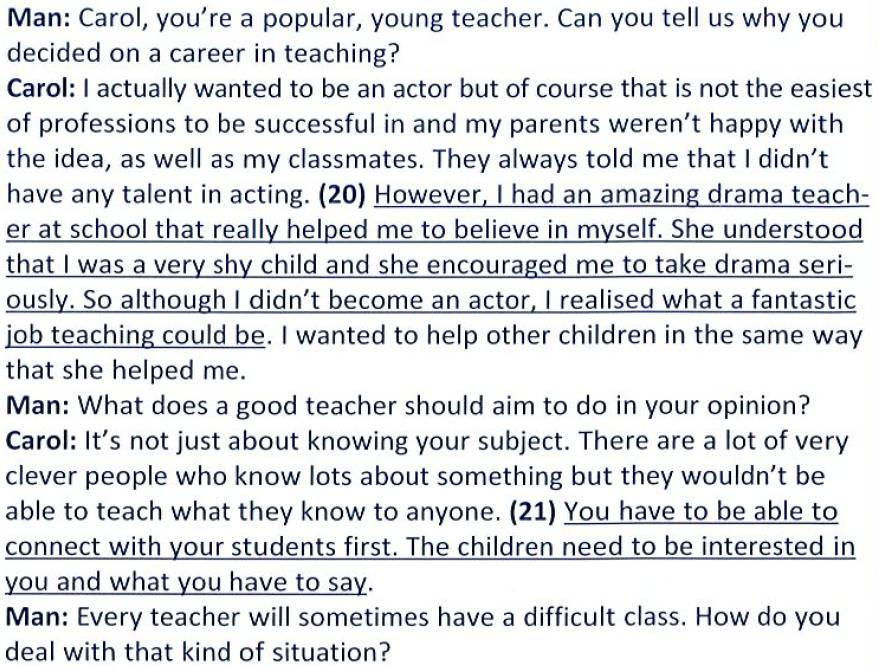 Man: Carol, you're a popular, young teacher. Can you tell us why you
decided on a career in teaching?
Carol: I actually wanted to be an actor but of course that is not the easiest
of professions to be successful in and my parents weren't happy with
the idea, as well as my classmates. They always told me that I didn't
have any talent in acting. (20) However, I had an amazing drama teach-
er at school that really helped me to believe in myself. She understood
that I was a very shy child and she encouraged me to take drama seri-
ously. So although I didn't become an actor, I realised what a fantastic
job teaching could be. I wanted to help other children in the same way
that she helped me.
Man: What does a good teacher should aim to do in your opinion?
Carol: It's not just about knowing your subject. There are a lot of very
clever people who know lots about something but they wouldn't be
able to teach what they know to anyone. (21) You have to be able to
connect with your students first. The children need to be interested in
you and what you have to say.
Man: Every teacher will sometimes have a difficult class. How do you
deal with that kind of situation?